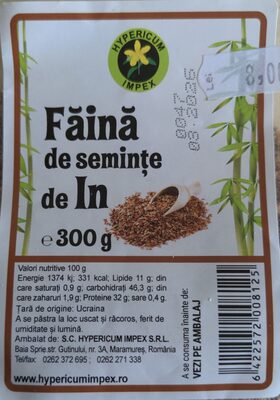 HYPERICUM
IMPEX
Lei
0047
03-2026
Făină
de semințe
de In
e 300 g
Valori nutritive 100 g
Energie 1374 kj; 331 kcal; Lipide 11 g; din
care saturați 0,9 g; carbohidrați 46,3 g; din
care zaharuri 1,9 g; Proteine 32 g; sare 0,4 g.
Țară de origine: Ucraina
A se păstra la loc uscat și răcoros, ferit de
umiditate și lumină.
Ambalat de: S.C. HYPERICUM IMPEX S.R.L.
Baia Sprie str. Gutinului, nr. 3A, Maramureș, România
Tel/fax: 0262 372 695 ; 0262 271 338
www.hypericumimpex.ro
A se consuma înainte de:
VEZI PE AMBALAJ
6422572008125